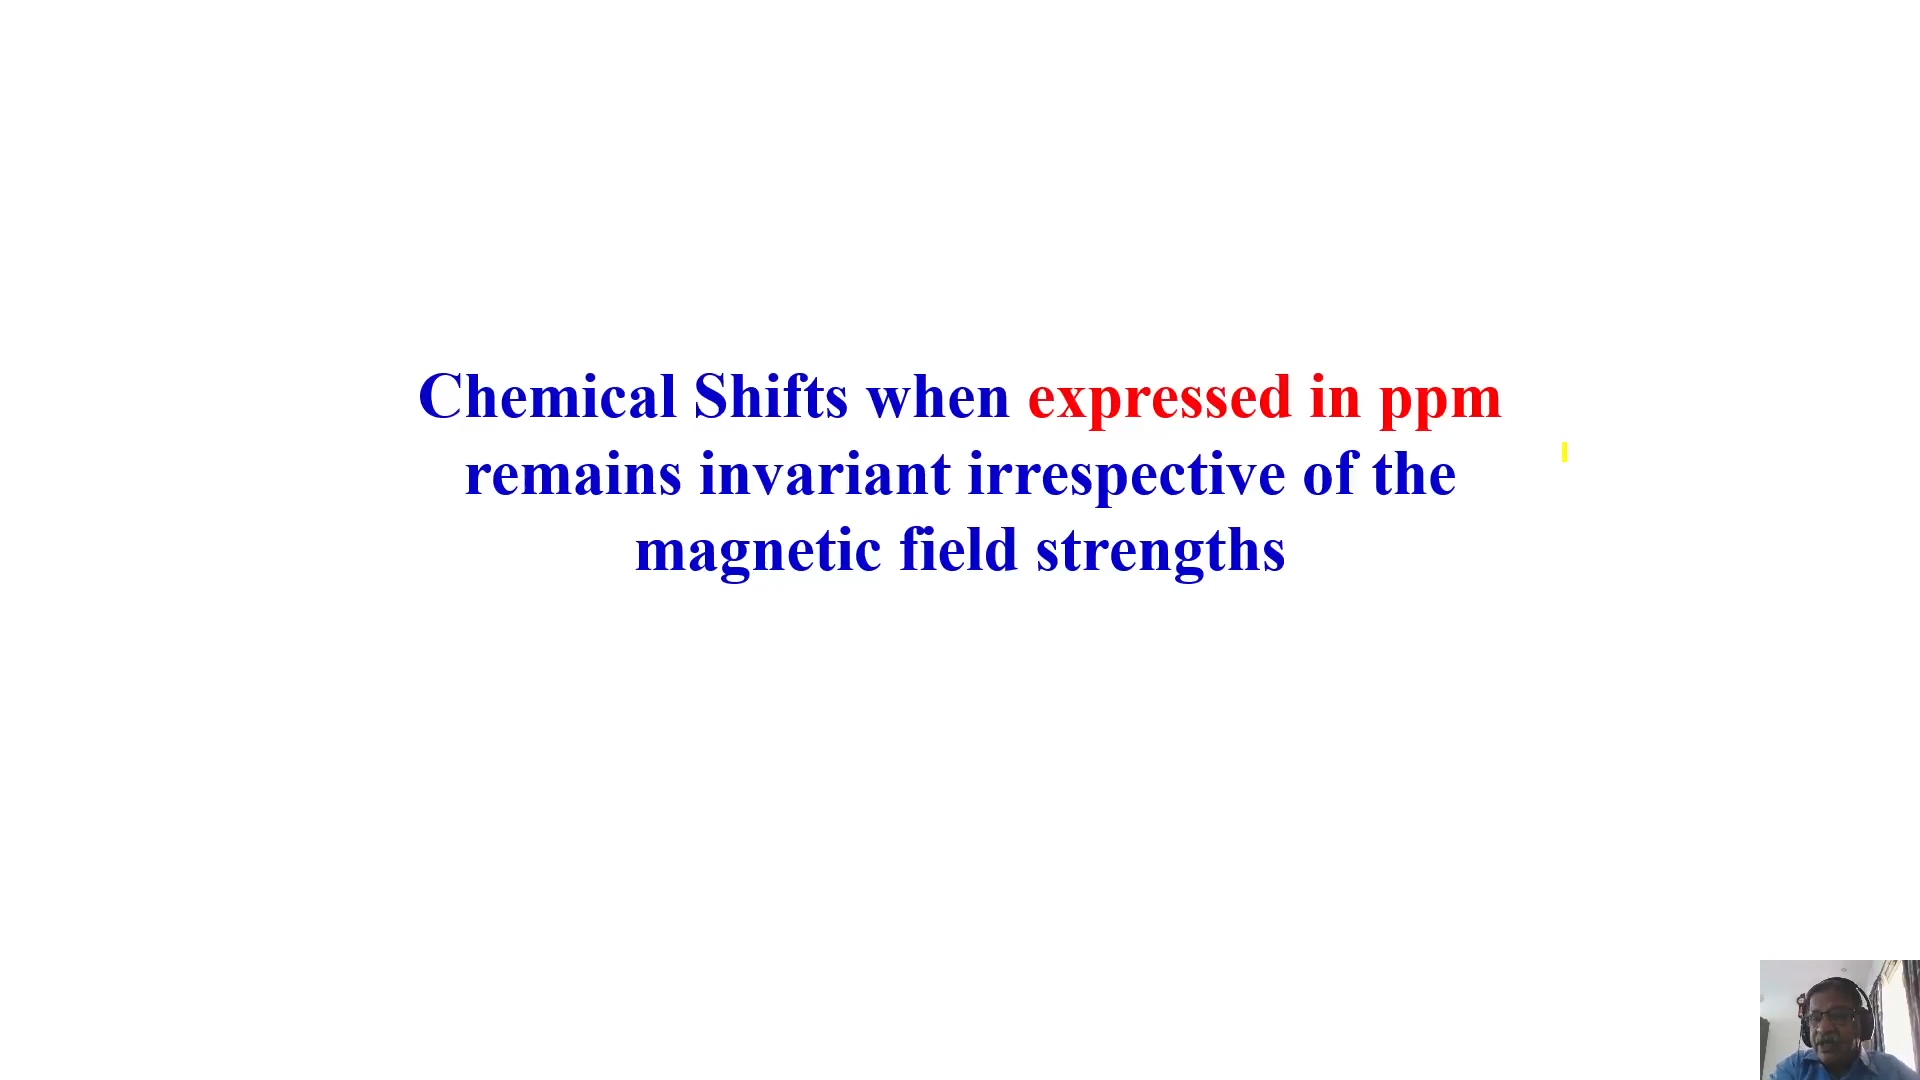 Chemical Shifts when expressed in ppm
remains invariant irrespective of the
magnetic field strengths